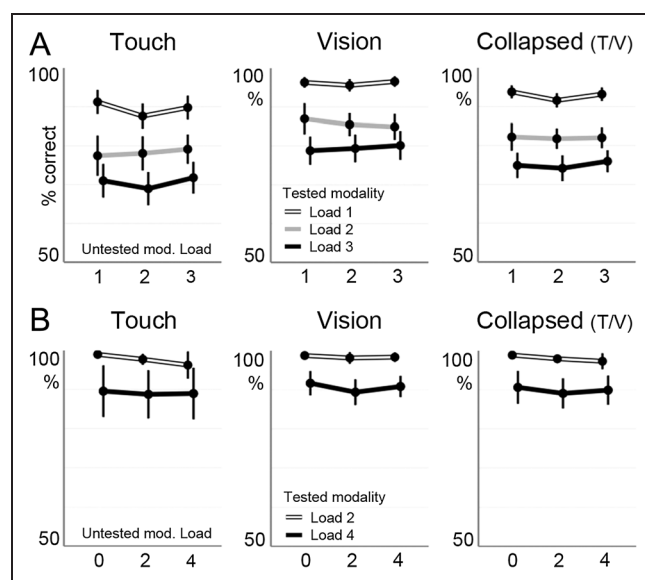 A
Touch
Vision
Collapsed (T/V)
100
100
%
100
%
% correct
Tested modality
Load 1
Load 2
Load 3
Untested mod. Load
50
50
50
1 2 3
1 2 3
1 2 3
B
Touch
Vision
Collapsed (T/V)
100
%
100
%
100
%
Tested modality
Load 2
Load 4
Untested mod. Load
50
50
50
0 2 4
0 2 4
0 2 4